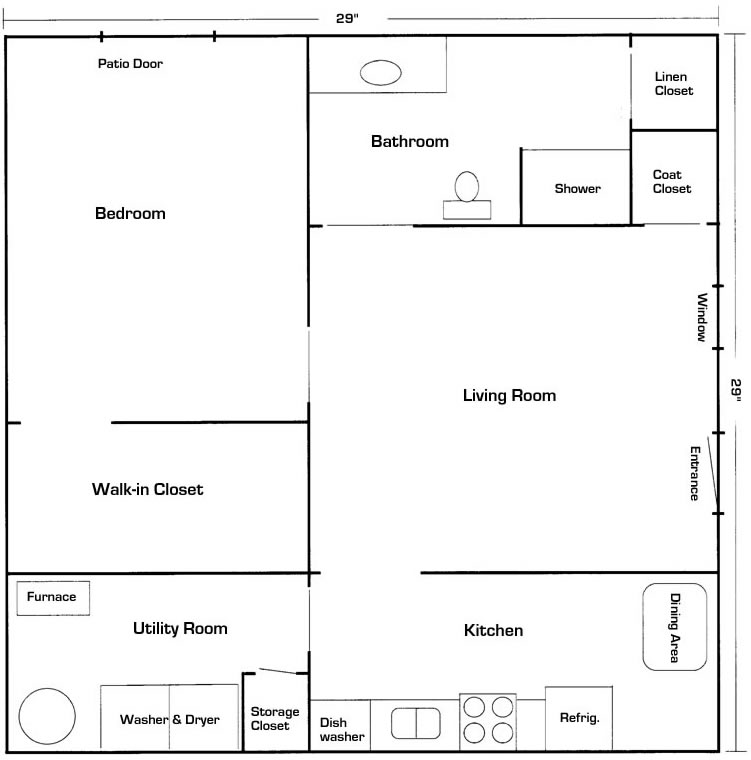 29"
Patio Door
Linen
Closet
Bathroom
Coat
Closet
Shower
Bedroom
Window
29"
Living Room
Entrance
Walk-in Closet
Furnace
Utility Room
Kitchen
Dining Area
Washer & Dryer
Storage
Closet
Dish
washer
Refrig.